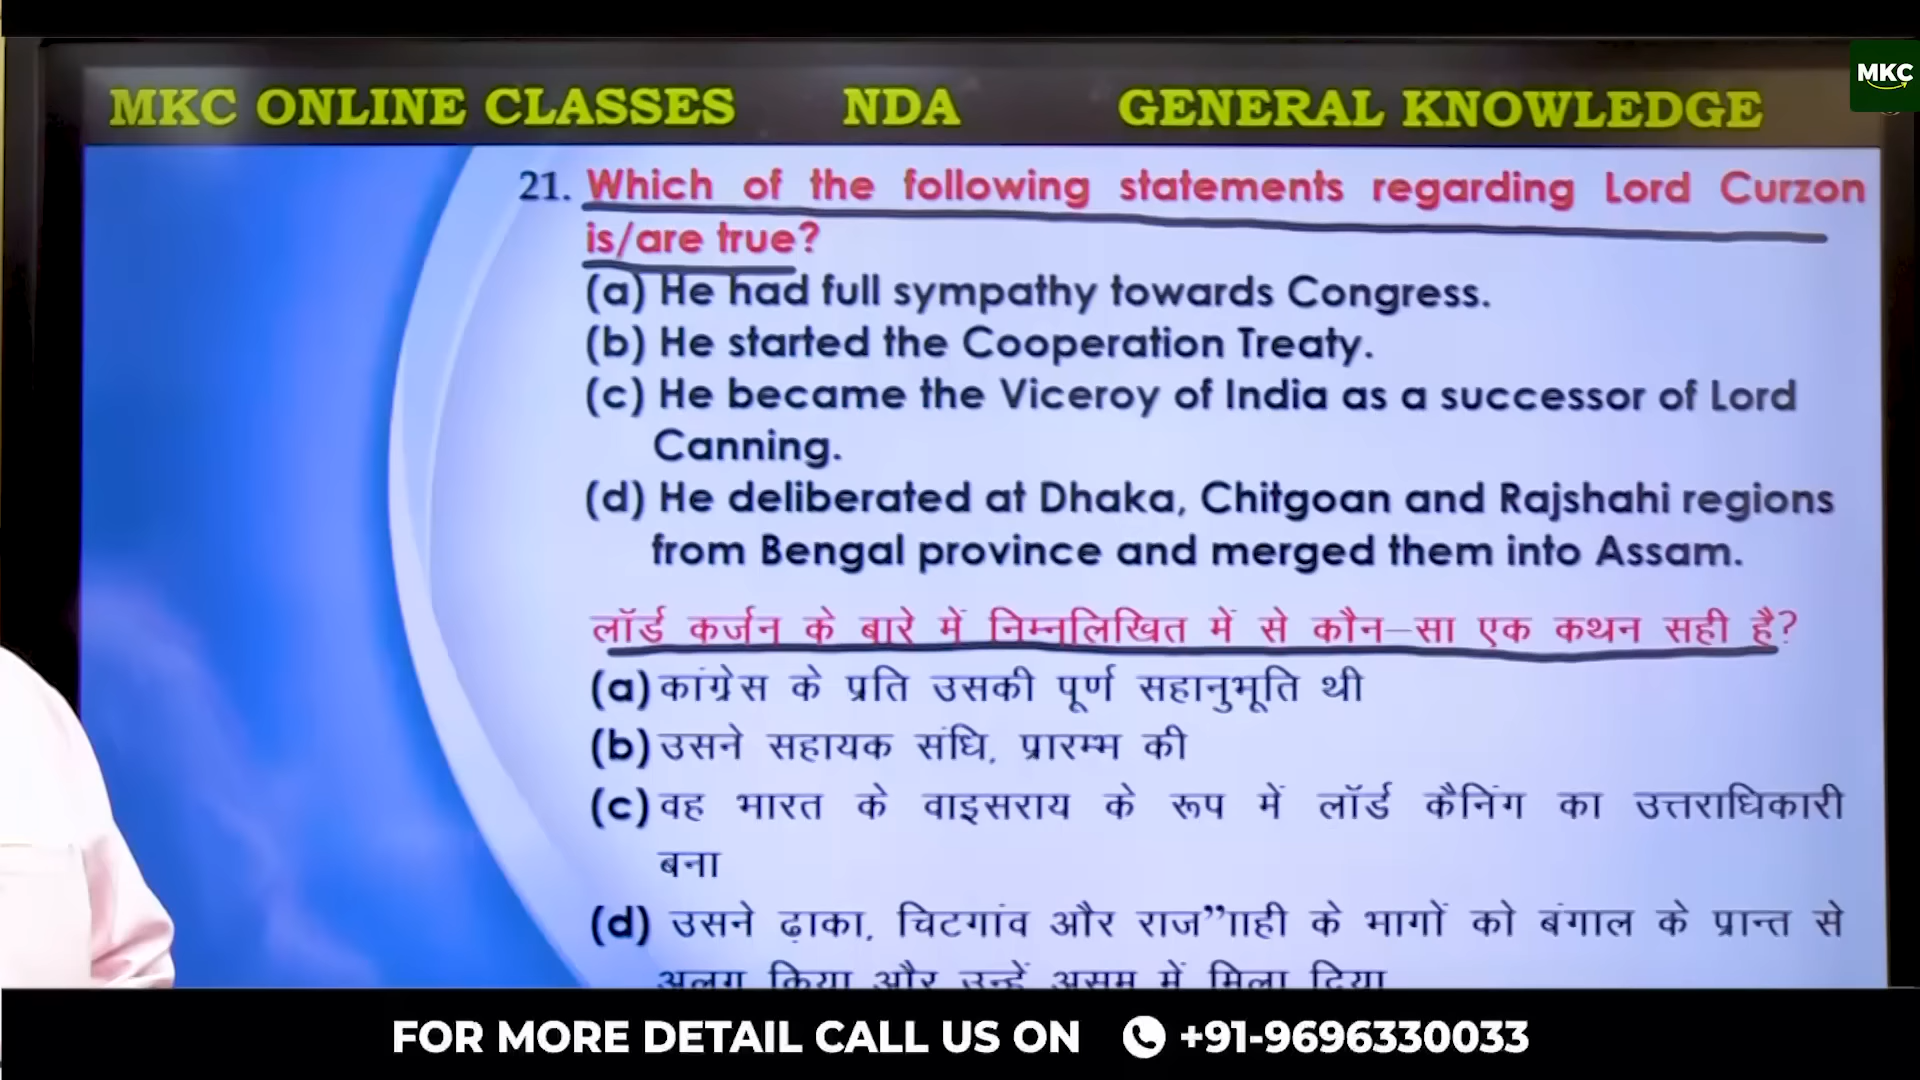 MKC
MKC ONLINE CLASSES NDA GENERAL KNOWLEDGE
21. Which of the following statements regarding Lord Curzon
is/are true?
(a) He had full sympathy towards Congress.
(b) He started the Cooperation Treaty.
(c) He became the Viceroy of India as a successor of Lord
Canning.
(d) He deliberated at Dhaka, Chitgoan and Rajshahi regions
from Bengal province and merged them into Assam.
लॉर्ड कर्जन के बारे में निम्नलिखित में से कौन–सा एक कथन सही है?
(a) कांग्रेस के प्रति उसकी पूर्ण सहानुभूति थी
(b) उसने सहायक संधि, प्रारम्भ की
(c) वह भारत के वाइसराय के रूप में लॉर्ड कैनिंग का उत्तराधिकारी
बना
(d) उसने ढ़ाका, चिटगांव और राज”ाही के भागों को बंगाल के प्रान्त से
अलग किया और उन्हें असम में मिला दिया
FOR MORE DETAIL CALL US ON +91-9696330033